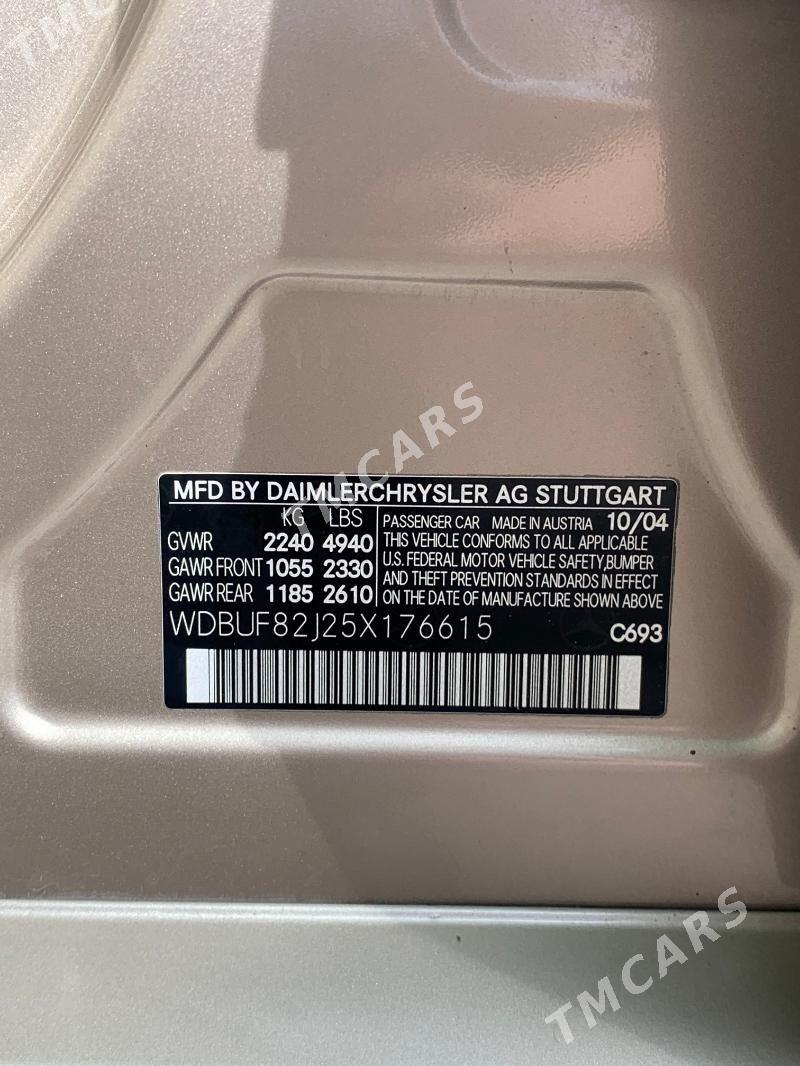 TMCARS
TMCARS
MFD BY DAIMLERCHRYSLER AG STUTTGART
KG LBS
GVWR 2240 4940
GAWR FRONT 1055 2330
GAWR REAR 1185 2610
PASSENGER CAR MADE IN AUSTRIA 10/04
THIS VEHICLE CONFORMS TO ALL APPLICABLE
U.S. FEDERAL MOTOR VEHICLE SAFETY,BUMPER
AND THEFT PREVENTION STANDARDS IN EFFECT
ON THE DATE OF MANUFACTURE SHOWN ABOVE
WDBUF82J25X176615 C693
TMCARS